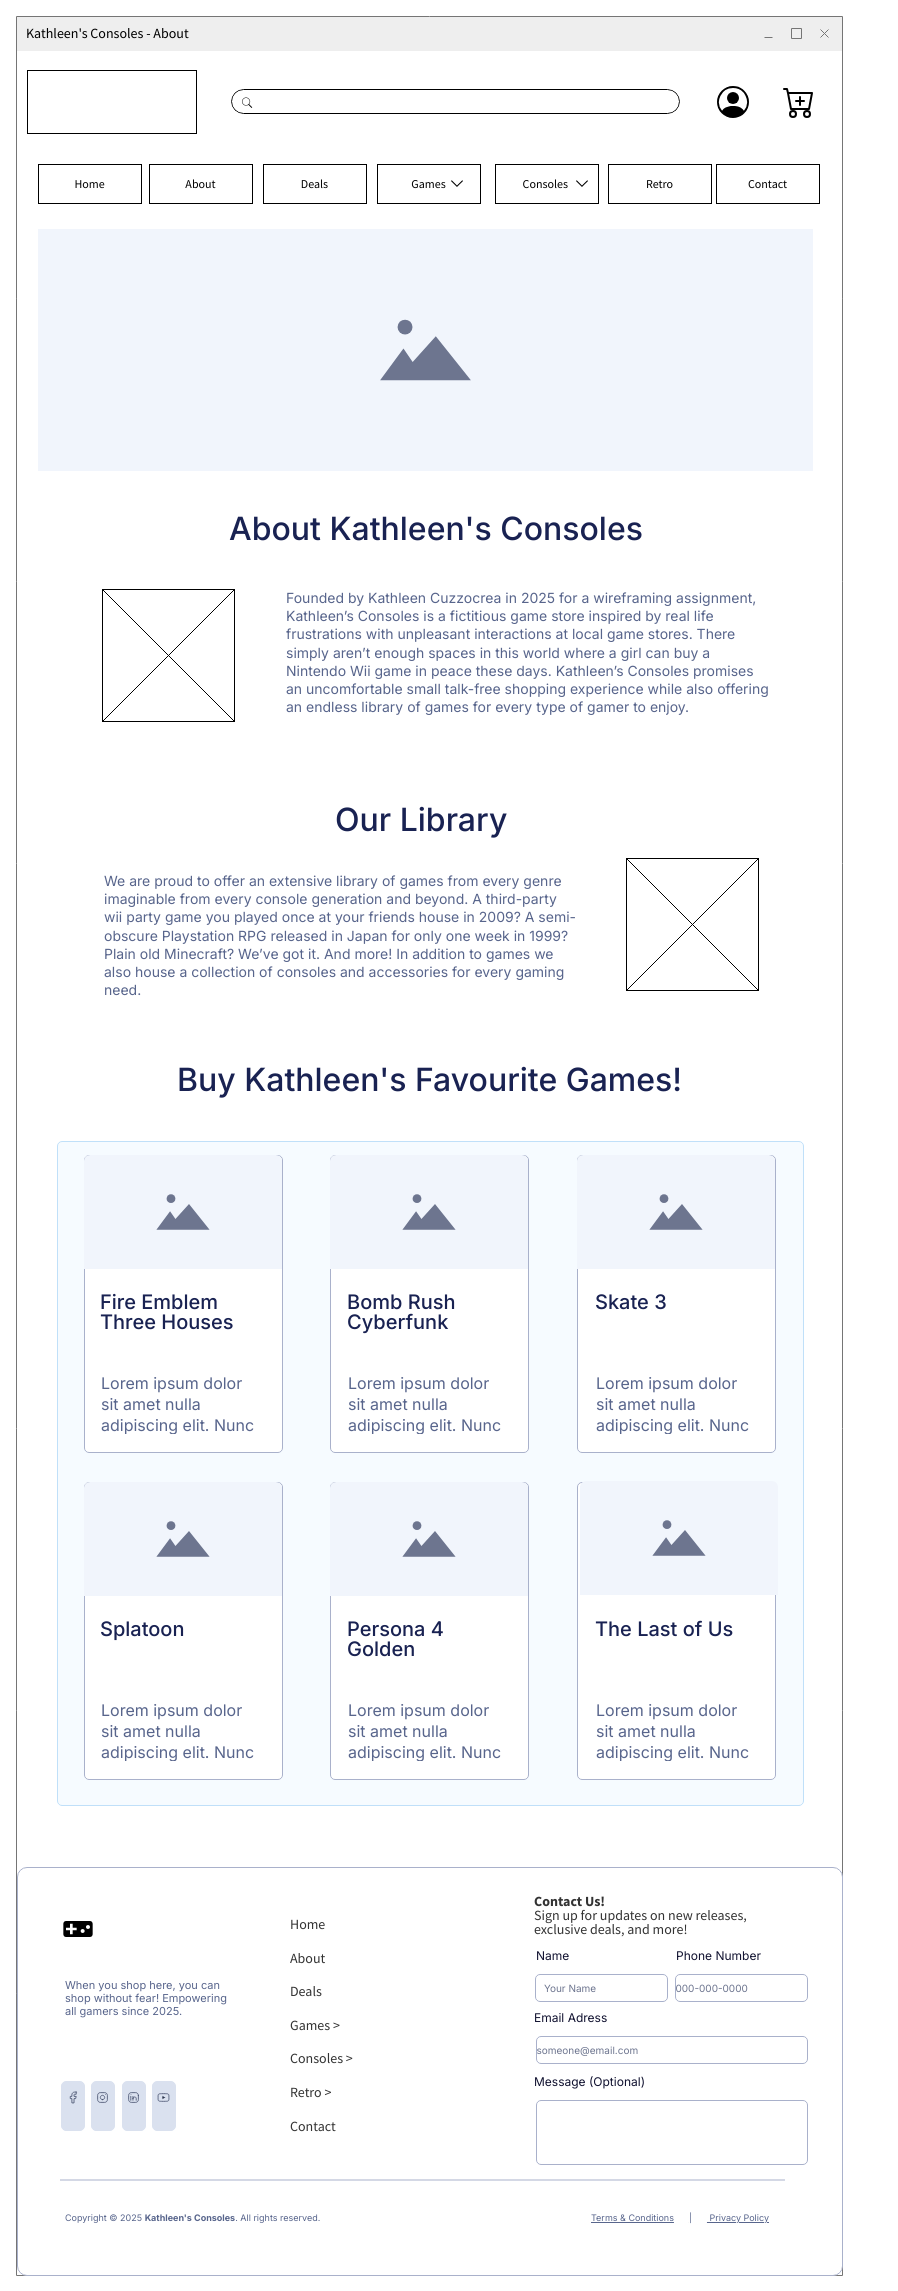 Kathleen's Consoles - About
Home
About
Deals
Games
Consoles
Retro
Contact
About Kathleen's Consoles
Founded by Kathleen Cuzzocrea in 2025 for a wireframing assignment,
Kathleen’s Consoles is a fictitious game store inspired by real life
frustrations with unpleasant interactions at local game stores. There
simply aren’t enough spaces in this world where a girl can buy a
Nintendo Wii game in peace these days. Kathleen’s Consoles promises
an uncomfortable small talk-free shopping experience while also offering
an endless library of games for every type of gamer to enjoy.
Our Library
We are proud to offer an extensive library of games from every genre
imaginable from every console generation and beyond. A third-party
wii party game you played once at your friends house in 2009? A semi-
obscure Playstation RPG released in Japan for only one week in 1999?
Plain old Minecraft? We’ve got it. And more! In addition to games we
also house a collection of consoles and accessories for every gaming
need.
Buy Kathleen's Favourite Games!
Fire Emblem
Three Houses
Lorem ipsum dolor
sit amet nulla
adipiscing elit. Nunc
Bomb Rush
Cyberfunk
Lorem ipsum dolor
sit amet nulla
adipiscing elit. Nunc
Skate 3
Lorem ipsum dolor
sit amet nulla
adipiscing elit. Nunc
Splatoon
Lorem ipsum dolor
sit amet nulla
adipiscing elit. Nunc
Persona 4
Golden
Lorem ipsum dolor
sit amet nulla
adipiscing elit. Nunc
The Last of Us
Lorem ipsum dolor
sit amet nulla
adipiscing elit. Nunc
When you shop here, you can
shop without fear! Empowering
all gamers since 2025.
Home
About
Deals
Games >
Consoles >
Retro >
Contact
Contact Us!
Sign up for updates on new releases,
exclusive deals, and more!
Name
Phone Number
Your Name
000-000-0000
Email Adress
someone@email.com
Message (Optional)
Copyright © 2025 Kathleen's Consoles. All rights reserved.
Terms & Conditions | Privacy Policy